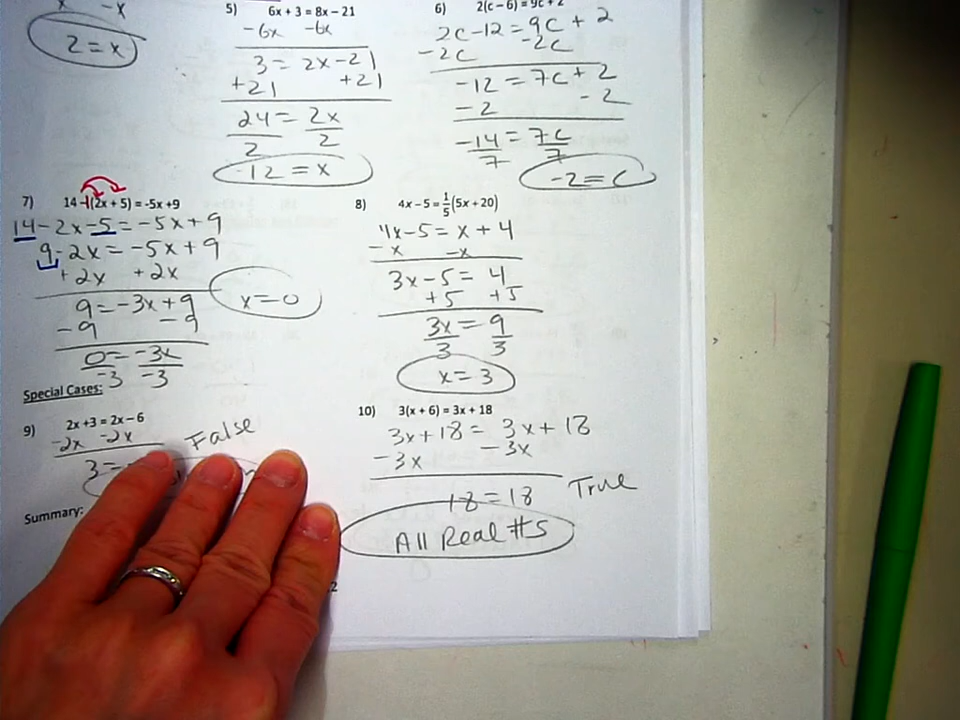 -x
2 = x
5) 6x + 3 = 8x – 21
-6x -6x
3 = 2x - 21
+21 +21
24 = 2x
2 2
12 = x
6) 2(c – 6) = 9c + 2
2c - 12 = 9c + 2
-2c -2c
-12 = 7c + 2
-2 -2
-14 = 7c
7 7
-2 = c
7) 14 -1(2x + 5) = -5x +9
14 - 2x - 5 = -5x + 9
9 - 2x = -5x + 9
+2x +2x
9 = -3x + 9
-9 -9
0 = -3x
-3 -3
x = 0
8) 4x – 5 = 1/5(5x + 20)
4x - 5 = x + 4
-x -x
3x - 5 = 4
+5 +5
3x = 9
3 3
x = 3
Special Cases:
9) 2x + 3 = 2x – 6
-2x -2x
3 =
False
10) 3(x + 6) = 3x + 18
3x + 18 = 3x + 18
-3x -3x
18 = 18 True
All Real #s
Summary: